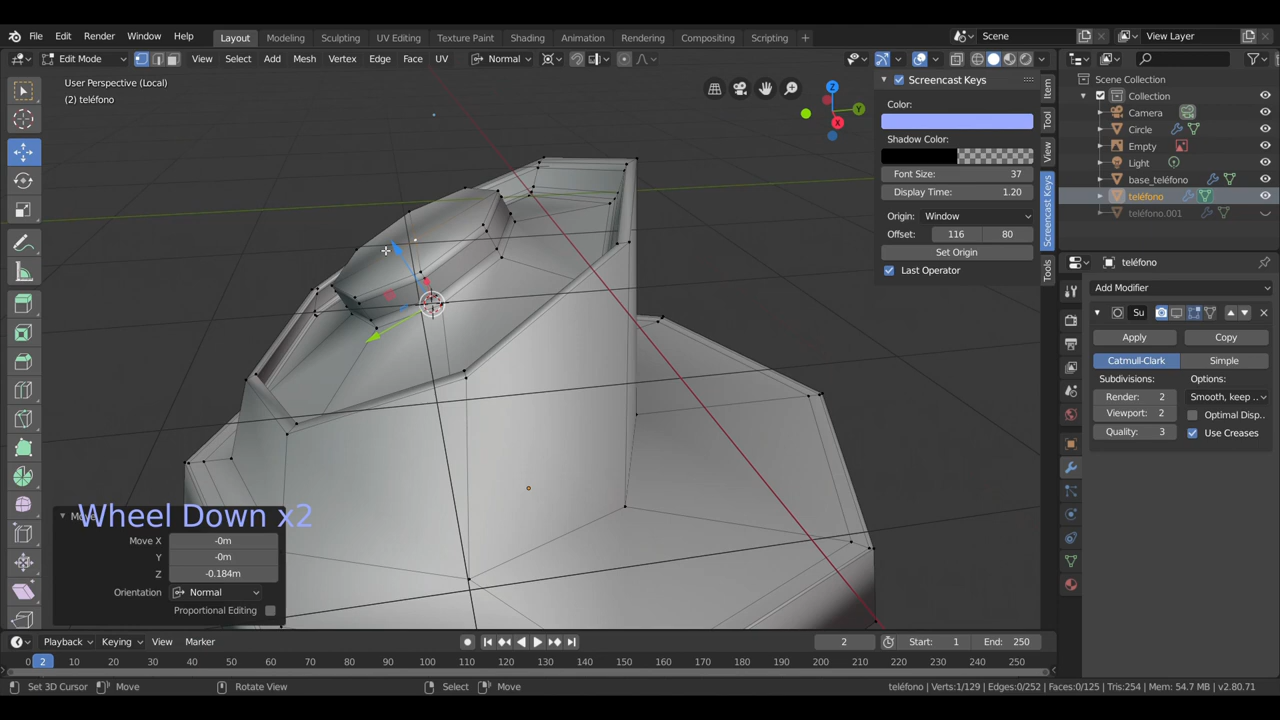 File Edit Render Window Help
Layout Modeling Sculpting UV Editing Texture Paint Shading Animation Rendering Compositing Scripting +
Scene
View Layer
Edit Mode
View Select Add Mesh Vertex Edge Face UV
Normal
User Perspective (Local)
(2) teléfono
Z
Y
X
Screencast Keys
Color:
Shadow Color:
Font Size: 37
Display Time: 1.20
Origin: Window
Offset: 116 80
Set Origin
Last Operator
Item
Tool
View
Screencast Keys
Tools
Scene Collection
Collection
Camera
Circle
Empty
Light
base_teléfono
teléfono
teléfono.001
teléfono
Add Modifier
Su
Apply Copy
Catmull-Clark Simple
Subdivisions: Options:
Render: 2 Smooth, keep ..
Viewport: 2 Optimal Disp..
Quality: 3 Use Creases
Wheel Down x2
Move X -0m
Y -0m
Z -0.184m
Orientation Normal
Proportional Editing
Playback Keying View Marker
2 Start: 1 End: 250
0 2 10 20 30 40 50 60 70 80 90 100 110 120 130 140 150 160 170 180 190 200 210 220 230 240 250
Set 3D Cursor Move Rotate View Select Move
teléfono | Verts:1/129 | Edges:0/252 | Faces:0/125 | Tris:254 | Mem: 54.7 MB | v2.80.71